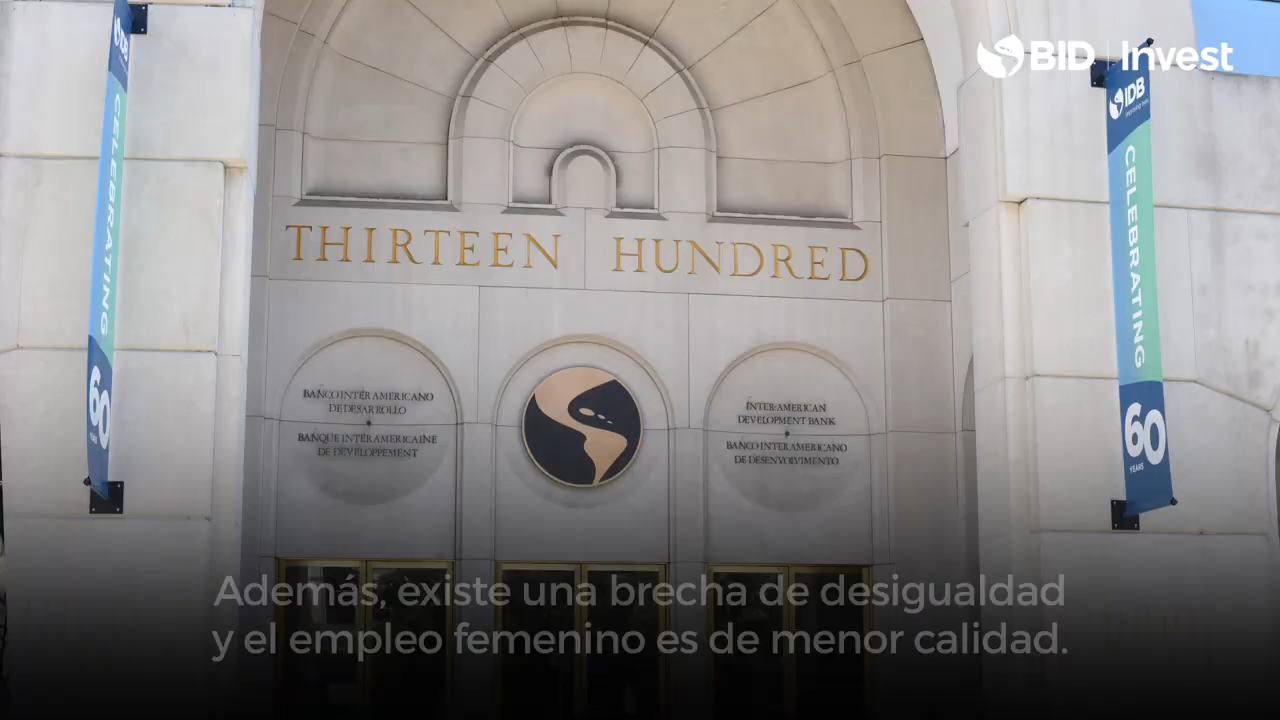 BID | Invest
IDB
CELEBRATING
60
YEARS
IDB
CELEBRATING
60
YEARS
THIRTEEN HUNDRED
BANCO INTERAMERICANO
DE DESARROLLO
BANQUE INTERAMERICAINE
DE DÉVELOPPEMENT
INTER-AMERICAN
DEVELOPMENT BANK
BANCO INTERAMERICANO
DE DESENVOLVIMENTO
Además, existe una brecha de desigualdad
y el empleo femenino es de menor calidad.